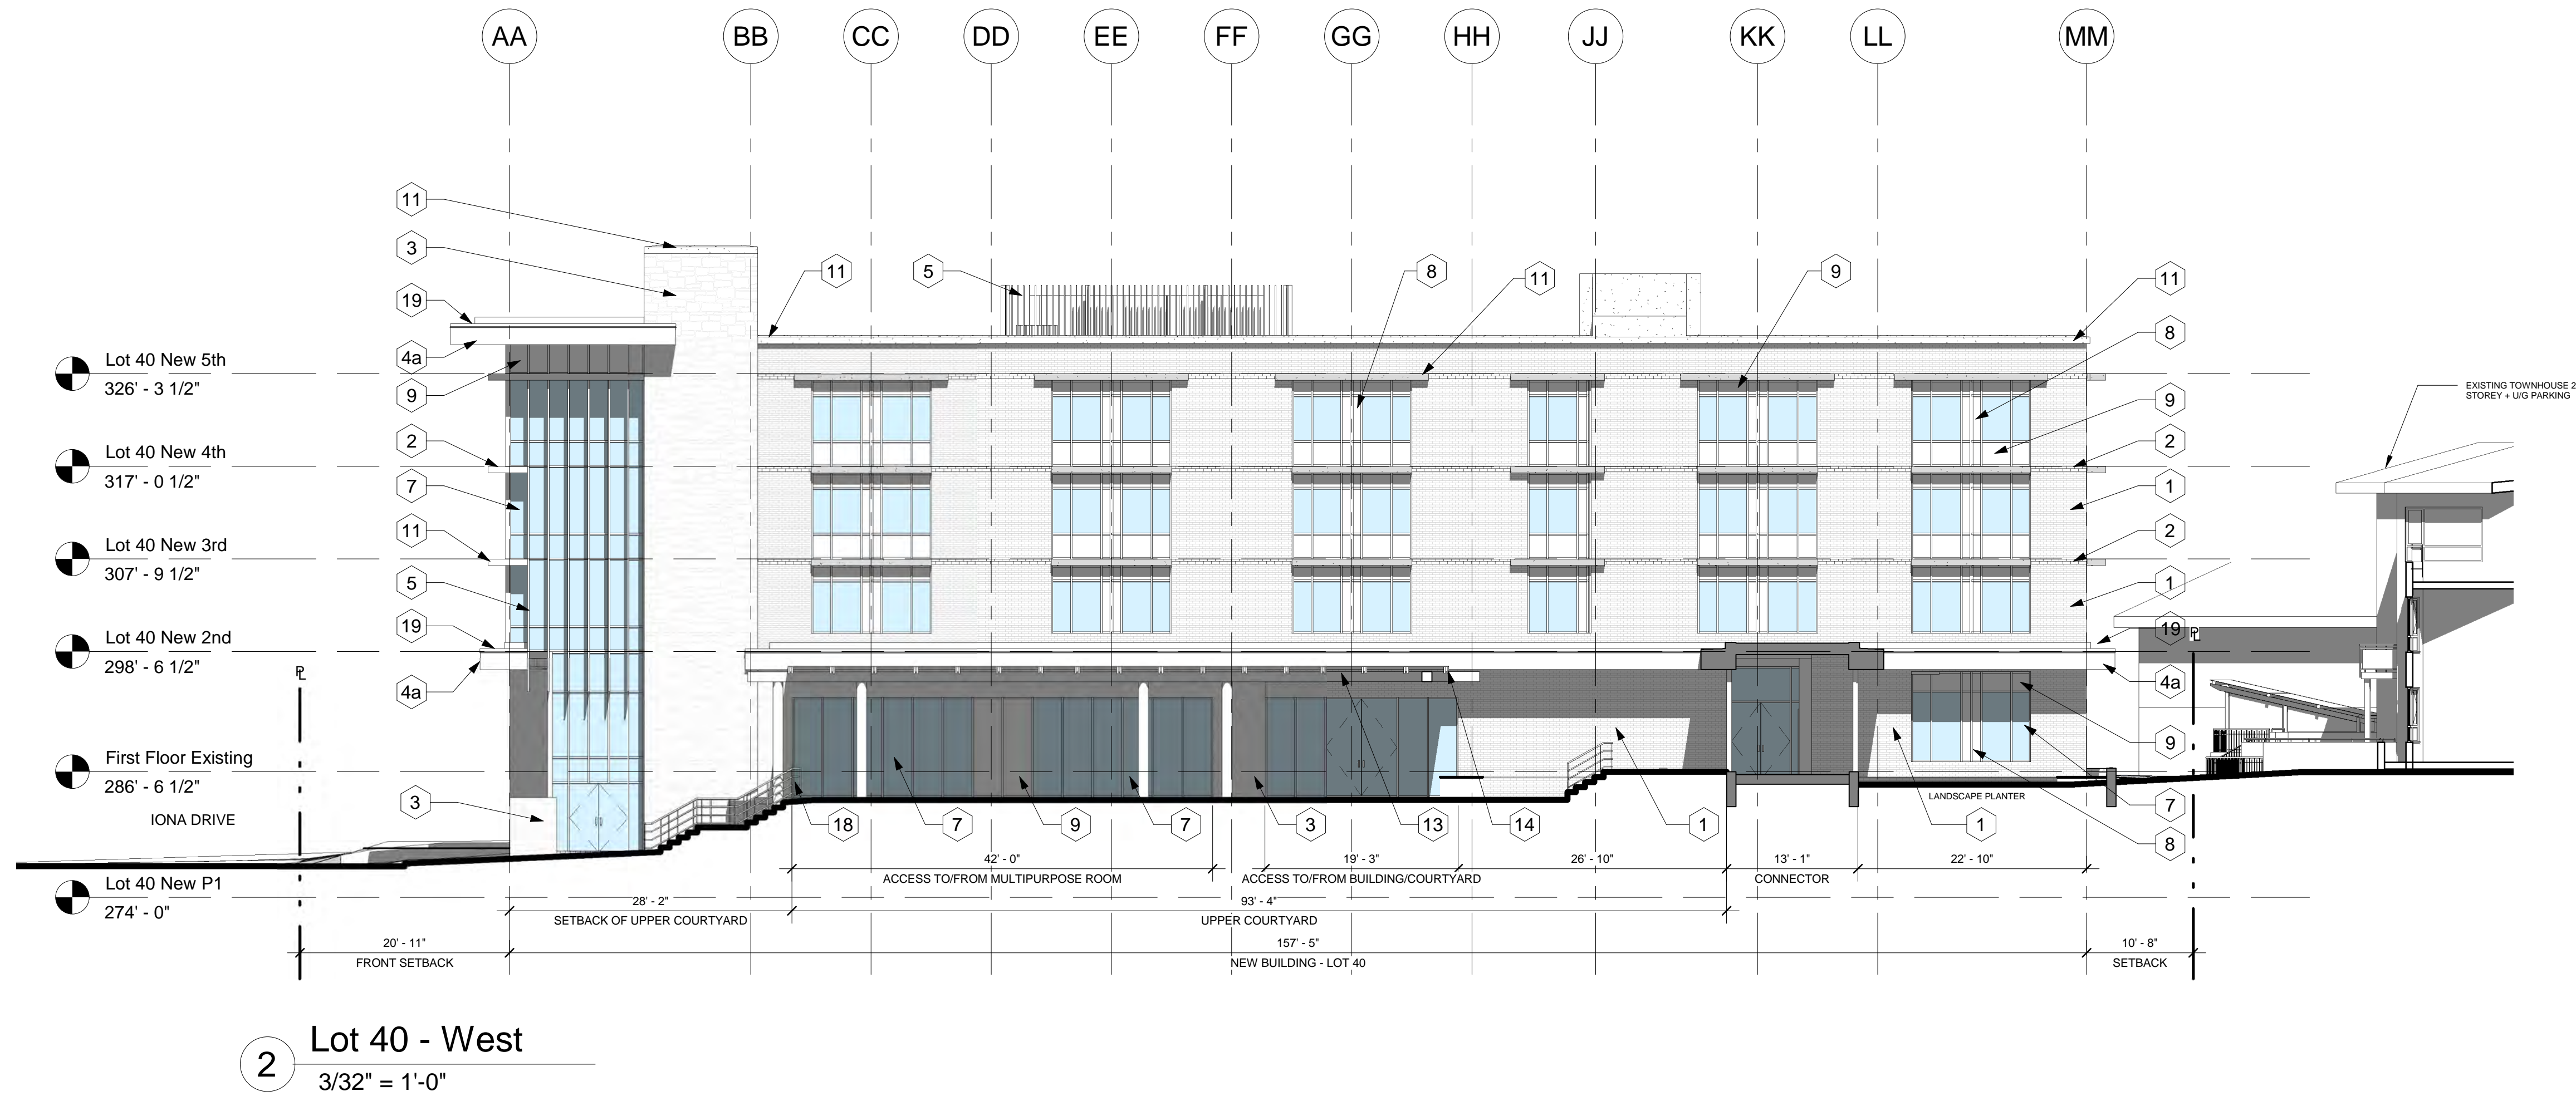 AA BB CC DD EE FF GG HH JJ KK LL MM
11
3
11 5 8 11 9 11
19
8
4a
Lot 40 New 5th
326' - 3 1/2"
EXISTING TOWNHOUSE 2
STOREY + U/G PARKING
9
9
2
Lot 40 New 4th
317' - 0 1/2"
2
7
1
11
2
Lot 40 New 3rd
307' - 9 1/2"
5
1
19
19
PL
Lot 40 New 2nd
298' - 6 1/2"
PL
4a
4a
9
First Floor Existing
286' - 6 1/2"
LANDSCAPE PLANTER
3
7
IONA DRIVE
18 7 9 7 3 13 14 1 1
8
42' - 0" 19' - 3" 26' - 10" 13' - 1" 22' - 10"
ACCESS TO/FROM MULTIPURPOSE ROOM ACCESS TO/FROM BUILDING/COURTYARD CONNECTOR
Lot 40 New P1
274' - 0"
28' - 2" 93' - 4"
SETBACK OF UPPER COURTYARD UPPER COURTYARD
20' - 11" 157' - 5" 10' - 8"
FRONT SETBACK NEW BUILDING - LOT 40 SETBACK
2 Lot 40 - West
3/32" = 1'-0"